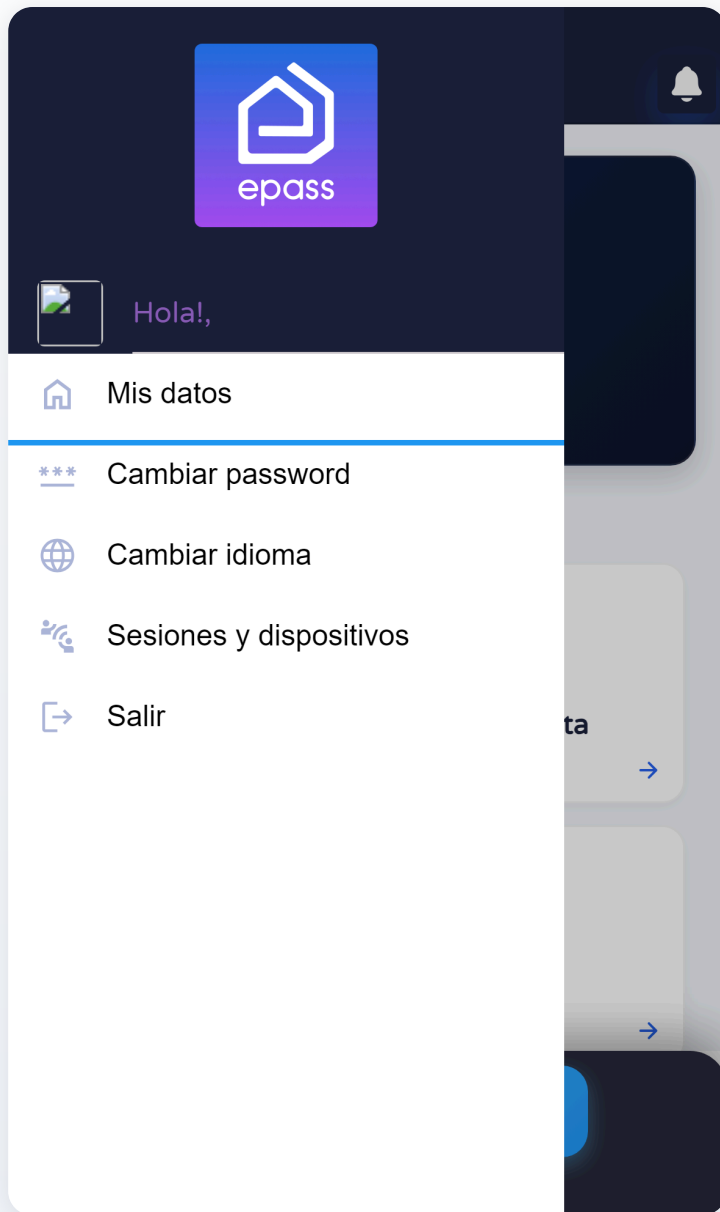 epass
Hola!,
Mis datos
Cambiar password
Cambiar idioma
Sesiones y dispositivos
Salir
ta